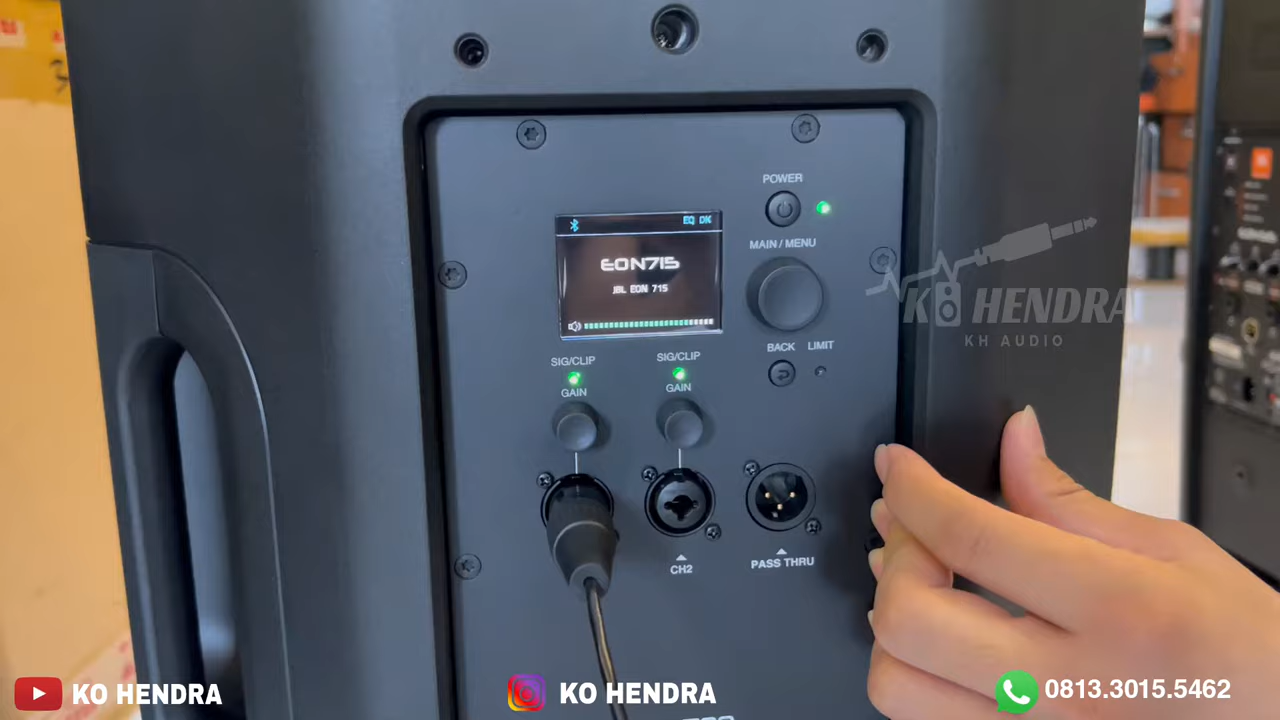 POWER
EQ DK
MAIN / MENU
EON715
JBL EON 715
BACK LIMIT
SIG/CLIP SIG/CLIP
GAIN GAIN
KO HENDRA
KH AUDIO
CH2
PASS THRU
KO HENDRA
KO HENDRA
0813.3015.5462